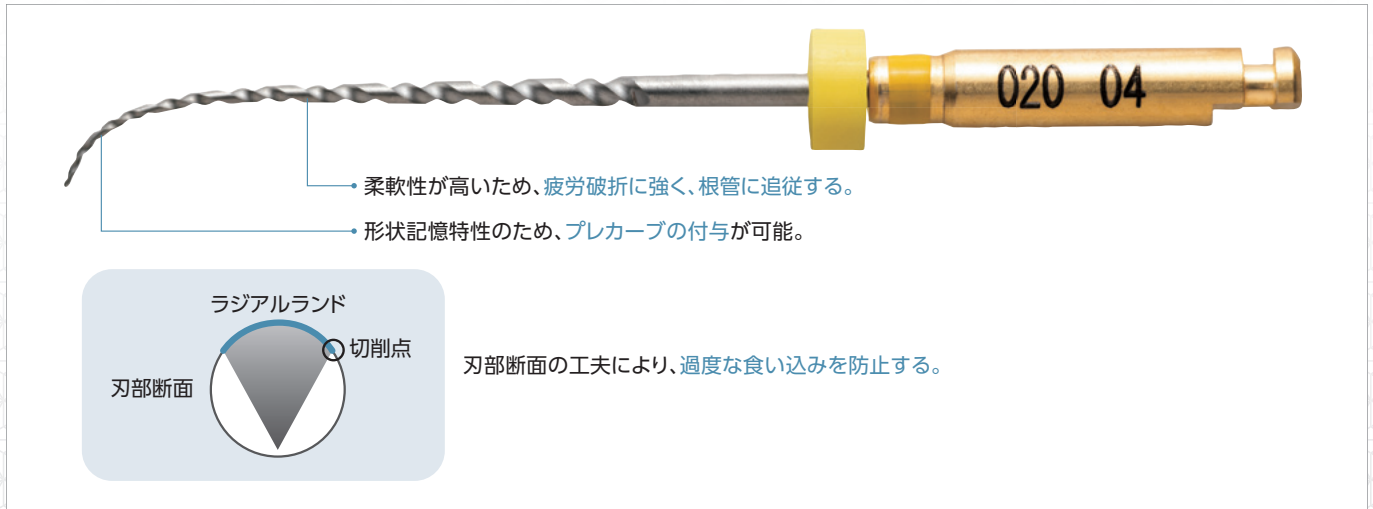 020 04
柔軟性が高いため、疲労破折に強く、根管に追従する。
形状記憶特性のため、プレカーブの付与が可能。
ラジアルランド
切削点
刃部断面
刃部断面の工夫により、過度な食い込みを防止する。